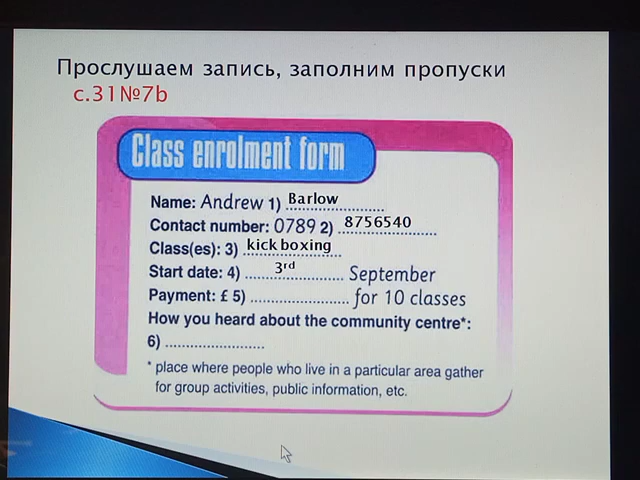 Прослушаем запись, заполним пропуски
с.31№7b
Class enrolment form
Name: Andrew 1) Barlow
Contact number: 0789 2) 8756540
Class(es): 3) kick boxing
Start date: 4) 3rd September
Payment: £ 5) .................... for 10 classes
How you heard about the community centre*:
6) ....................
* place where people who live in a particular area gather
for group activities, public information, etc.